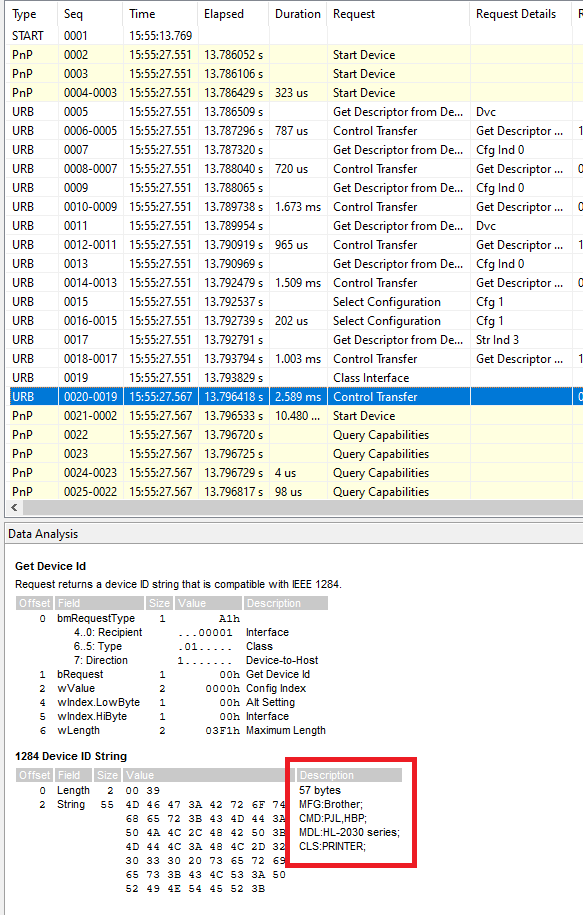 Type Seq Time Elapsed Duration Request Request Details
START 0001 15:55:13.769
PnP 0002 15:55:27.551 13.786052 s Start Device
PnP 0003 15:55:27.551 13.786106 s Start Device
PnP 0004-0003 15:55:27.551 13.786429 s 323 us Start Device
URB 0005 15:55:27.551 13.786509 s Get Descriptor from De... Dvc
URB 0006-0005 15:55:27.551 13.787296 s 787 us Control Transfer Get Descriptor ...
URB 0007 15:55:27.551 13.787320 s Get Descriptor from De... Cfg Ind 0
URB 0008-0007 15:55:27.551 13.788040 s 720 us Control Transfer Get Descriptor ...
URB 0009 15:55:27.551 13.788065 s Get Descriptor from De... Cfg Ind 0
URB 0010-0009 15:55:27.551 13.789738 s 1.673 ms Control Transfer Get Descriptor ...
URB 0011 15:55:27.551 13.789954 s Get Descriptor from De... Dvc
URB 0012-0011 15:55:27.551 13.790919 s 965 us Control Transfer Get Descriptor ...
URB 0013 15:55:27.551 13.790969 s Get Descriptor from De... Cfg Ind 0
URB 0014-0013 15:55:27.551 13.792479 s 1.509 ms Control Transfer Get Descriptor ...
URB 0015 15:55:27.551 13.792537 s Select Configuration Cfg 1
URB 0016-0015 15:55:27.551 13.792739 s 202 us Select Configuration Cfg 1
URB 0017 15:55:27.551 13.792791 s Get Descriptor from De... Str Ind 3
URB 0018-0017 15:55:27.551 13.793794 s 1.003 ms Control Transfer Get Descriptor ...
URB 0019 15:55:27.551 13.793829 s Class Interface
URB 0020-0019 15:55:27.567 13.796418 s 2.589 ms Control Transfer
PnP 0021-0002 15:55:27.567 13.796533 s 10.480 ... Start Device
PnP 0022 15:55:27.567 13.796720 s Query Capabilities
PnP 0023 15:55:27.567 13.796725 s Query Capabilities
PnP 0024-0023 15:55:27.567 13.796729 s 4 us Query Capabilities
PnP 0025-0022 15:55:27.567 13.796817 s 98 us Query Capabilities
Data Analysis
Get Device Id
Request returns a device ID string that is compatible with IEEE 1284.
Offset Field Size Value Description
0 bmRequestType 1 A1h
4..0: Recipient ...00001 Interface
6..5: Type .01..... Class
7: Direction 1....... Device-to-Host
1 bRequest 1 00h Get Device Id
2 wValue 2 0000h Config Index
4 wIndex.LowByte 1 00h Alt Setting
5 wIndex.HiByte 1 00h Interface
6 wLength 2 03F1h Maximum Length
1284 Device ID String
Offset Field Size Value Description
0 Length 2 00 39 57 bytes
2 String 55 4D 46 47 3A 42 72 6F 74 MFG:Brother;
68 65 72 3B 43 4D 44 3A CMD:PJL,HBP;
50 4A 4C 2C 48 42 50 3B MDL:HL-2030 series;
4D 44 4C 3A 48 4C 2D 32 CLS:PRINTER;
30 33 30 20 73 65 72 69
65 73 3B 43 4C 53 3A 50
52 49 4E 54 45 52 3B